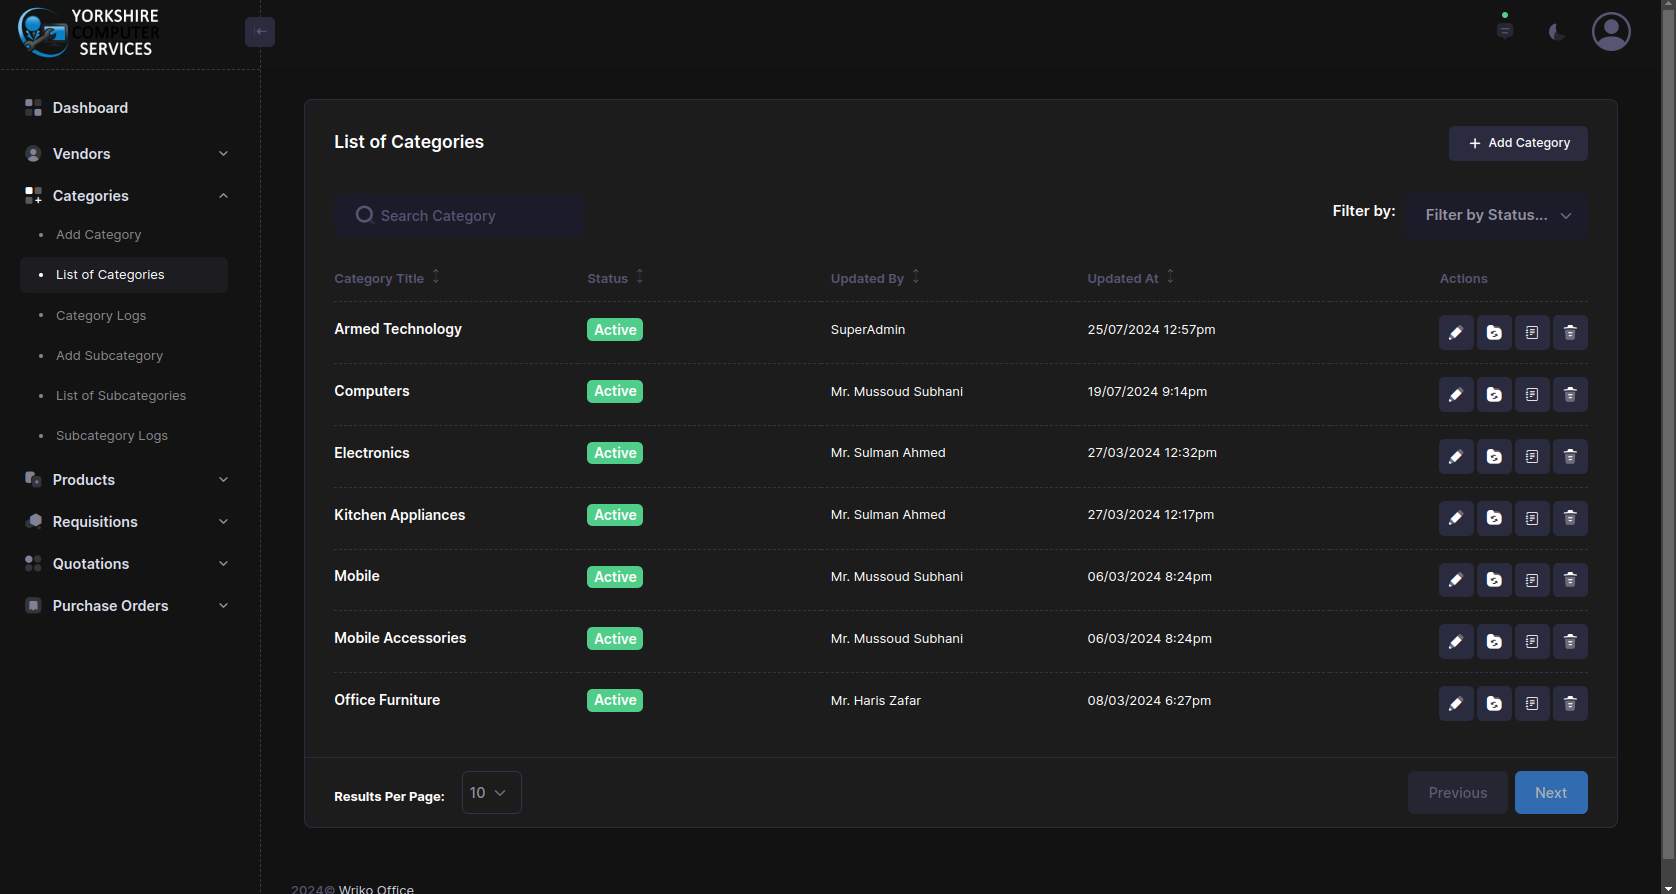 YORKSHIRE
COMPUTER
SERVICES
Dashboard
Vendors
Categories
Add Category
List of Categories
Category Logs
Add Subcategory
List of Subcategories
Subcategory Logs
Products
Requisitions
Quotations
Purchase Orders
List of Categories
+ Add Category
Search Category
Filter by: Filter by Status...
Category Title Status Updated By Updated At Actions
Armed Technology Active SuperAdmin 25/07/2024 12:57pm
Computers Active Mr. Mussoud Subhani 19/07/2024 9:14pm
Electronics Active Mr. Sulman Ahmed 27/03/2024 12:32pm
Kitchen Appliances Active Mr. Sulman Ahmed 27/03/2024 12:17pm
Mobile Active Mr. Mussoud Subhani 06/03/2024 8:24pm
Mobile Accessories Active Mr. Mussoud Subhani 06/03/2024 8:24pm
Office Furniture Active Mr. Haris Zafar 08/03/2024 6:27pm
Results Per Page: 10
Previous Next
2024© Wriko Office